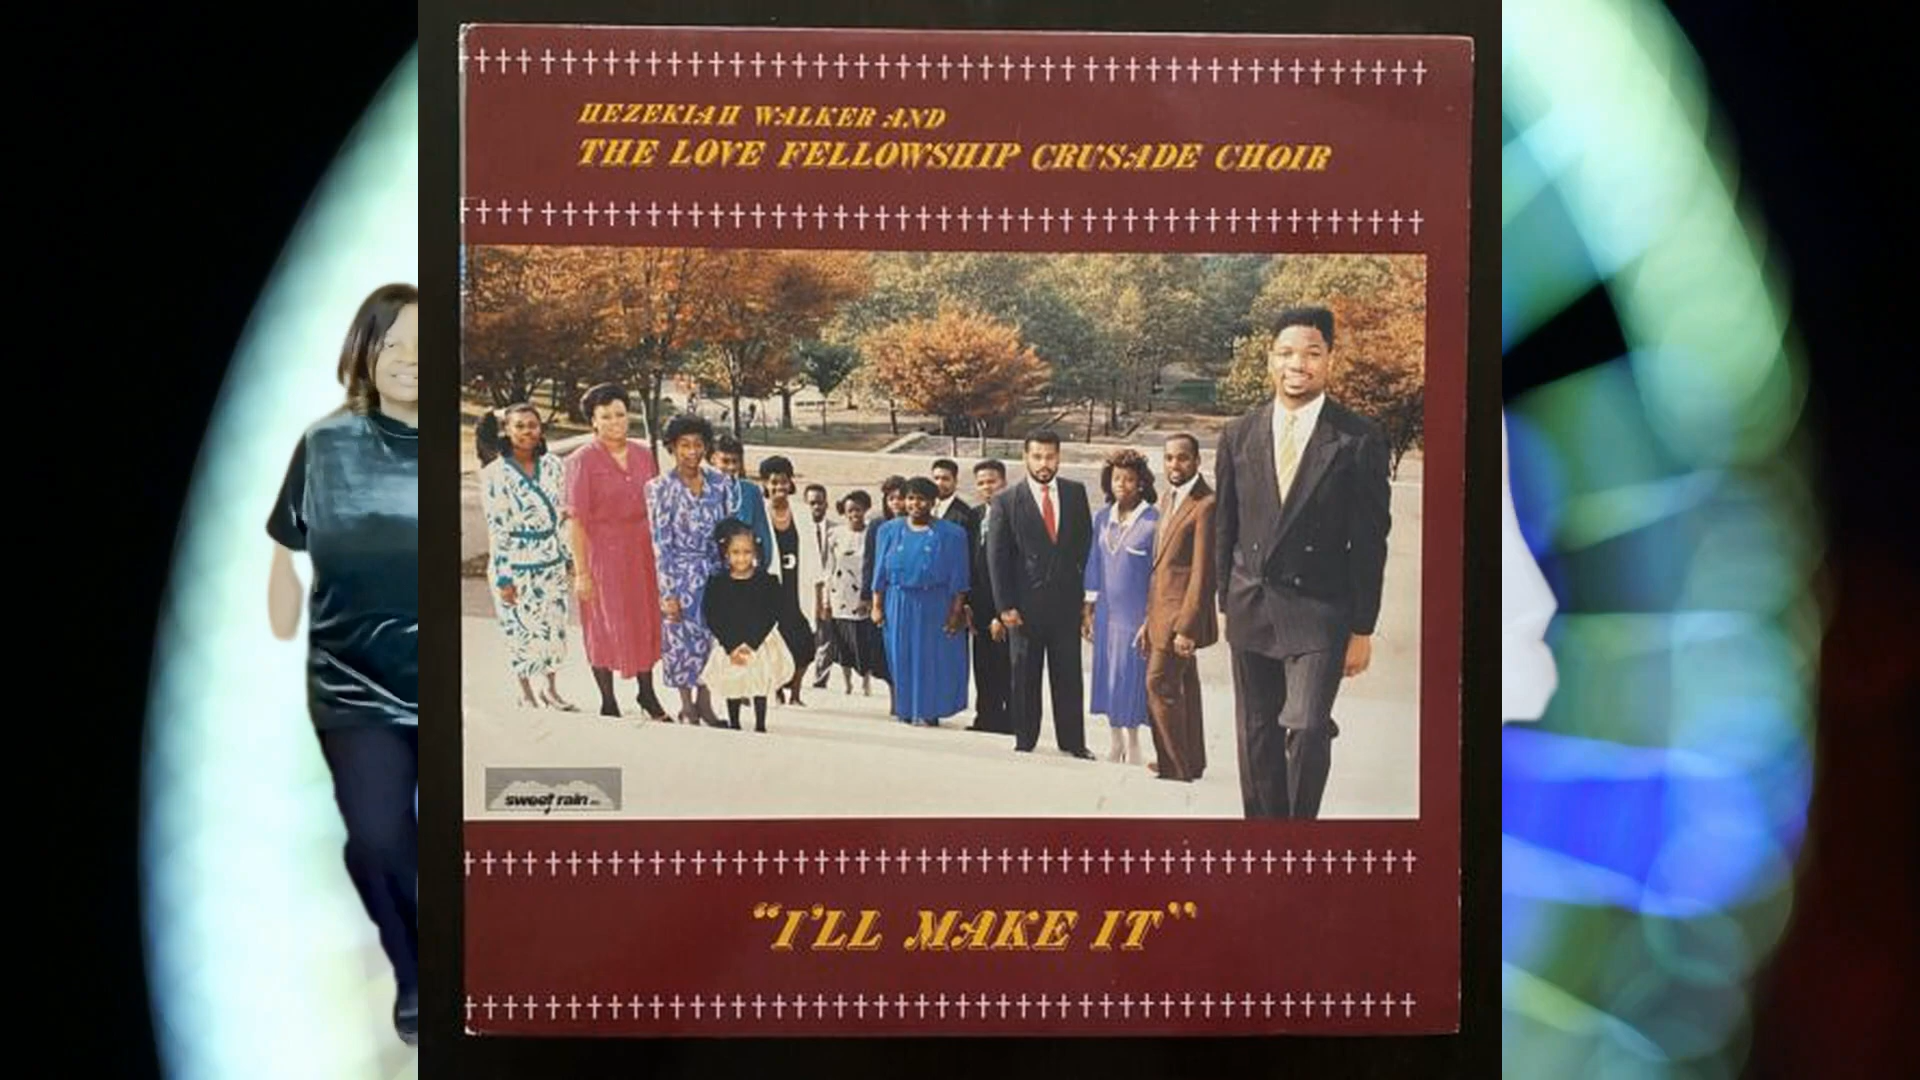 HEZEKIAH WALKER AND
THE LOVE FELLOWSHIP CRUSADE CHOIR
sweet rain
"I'LL MAKE IT"